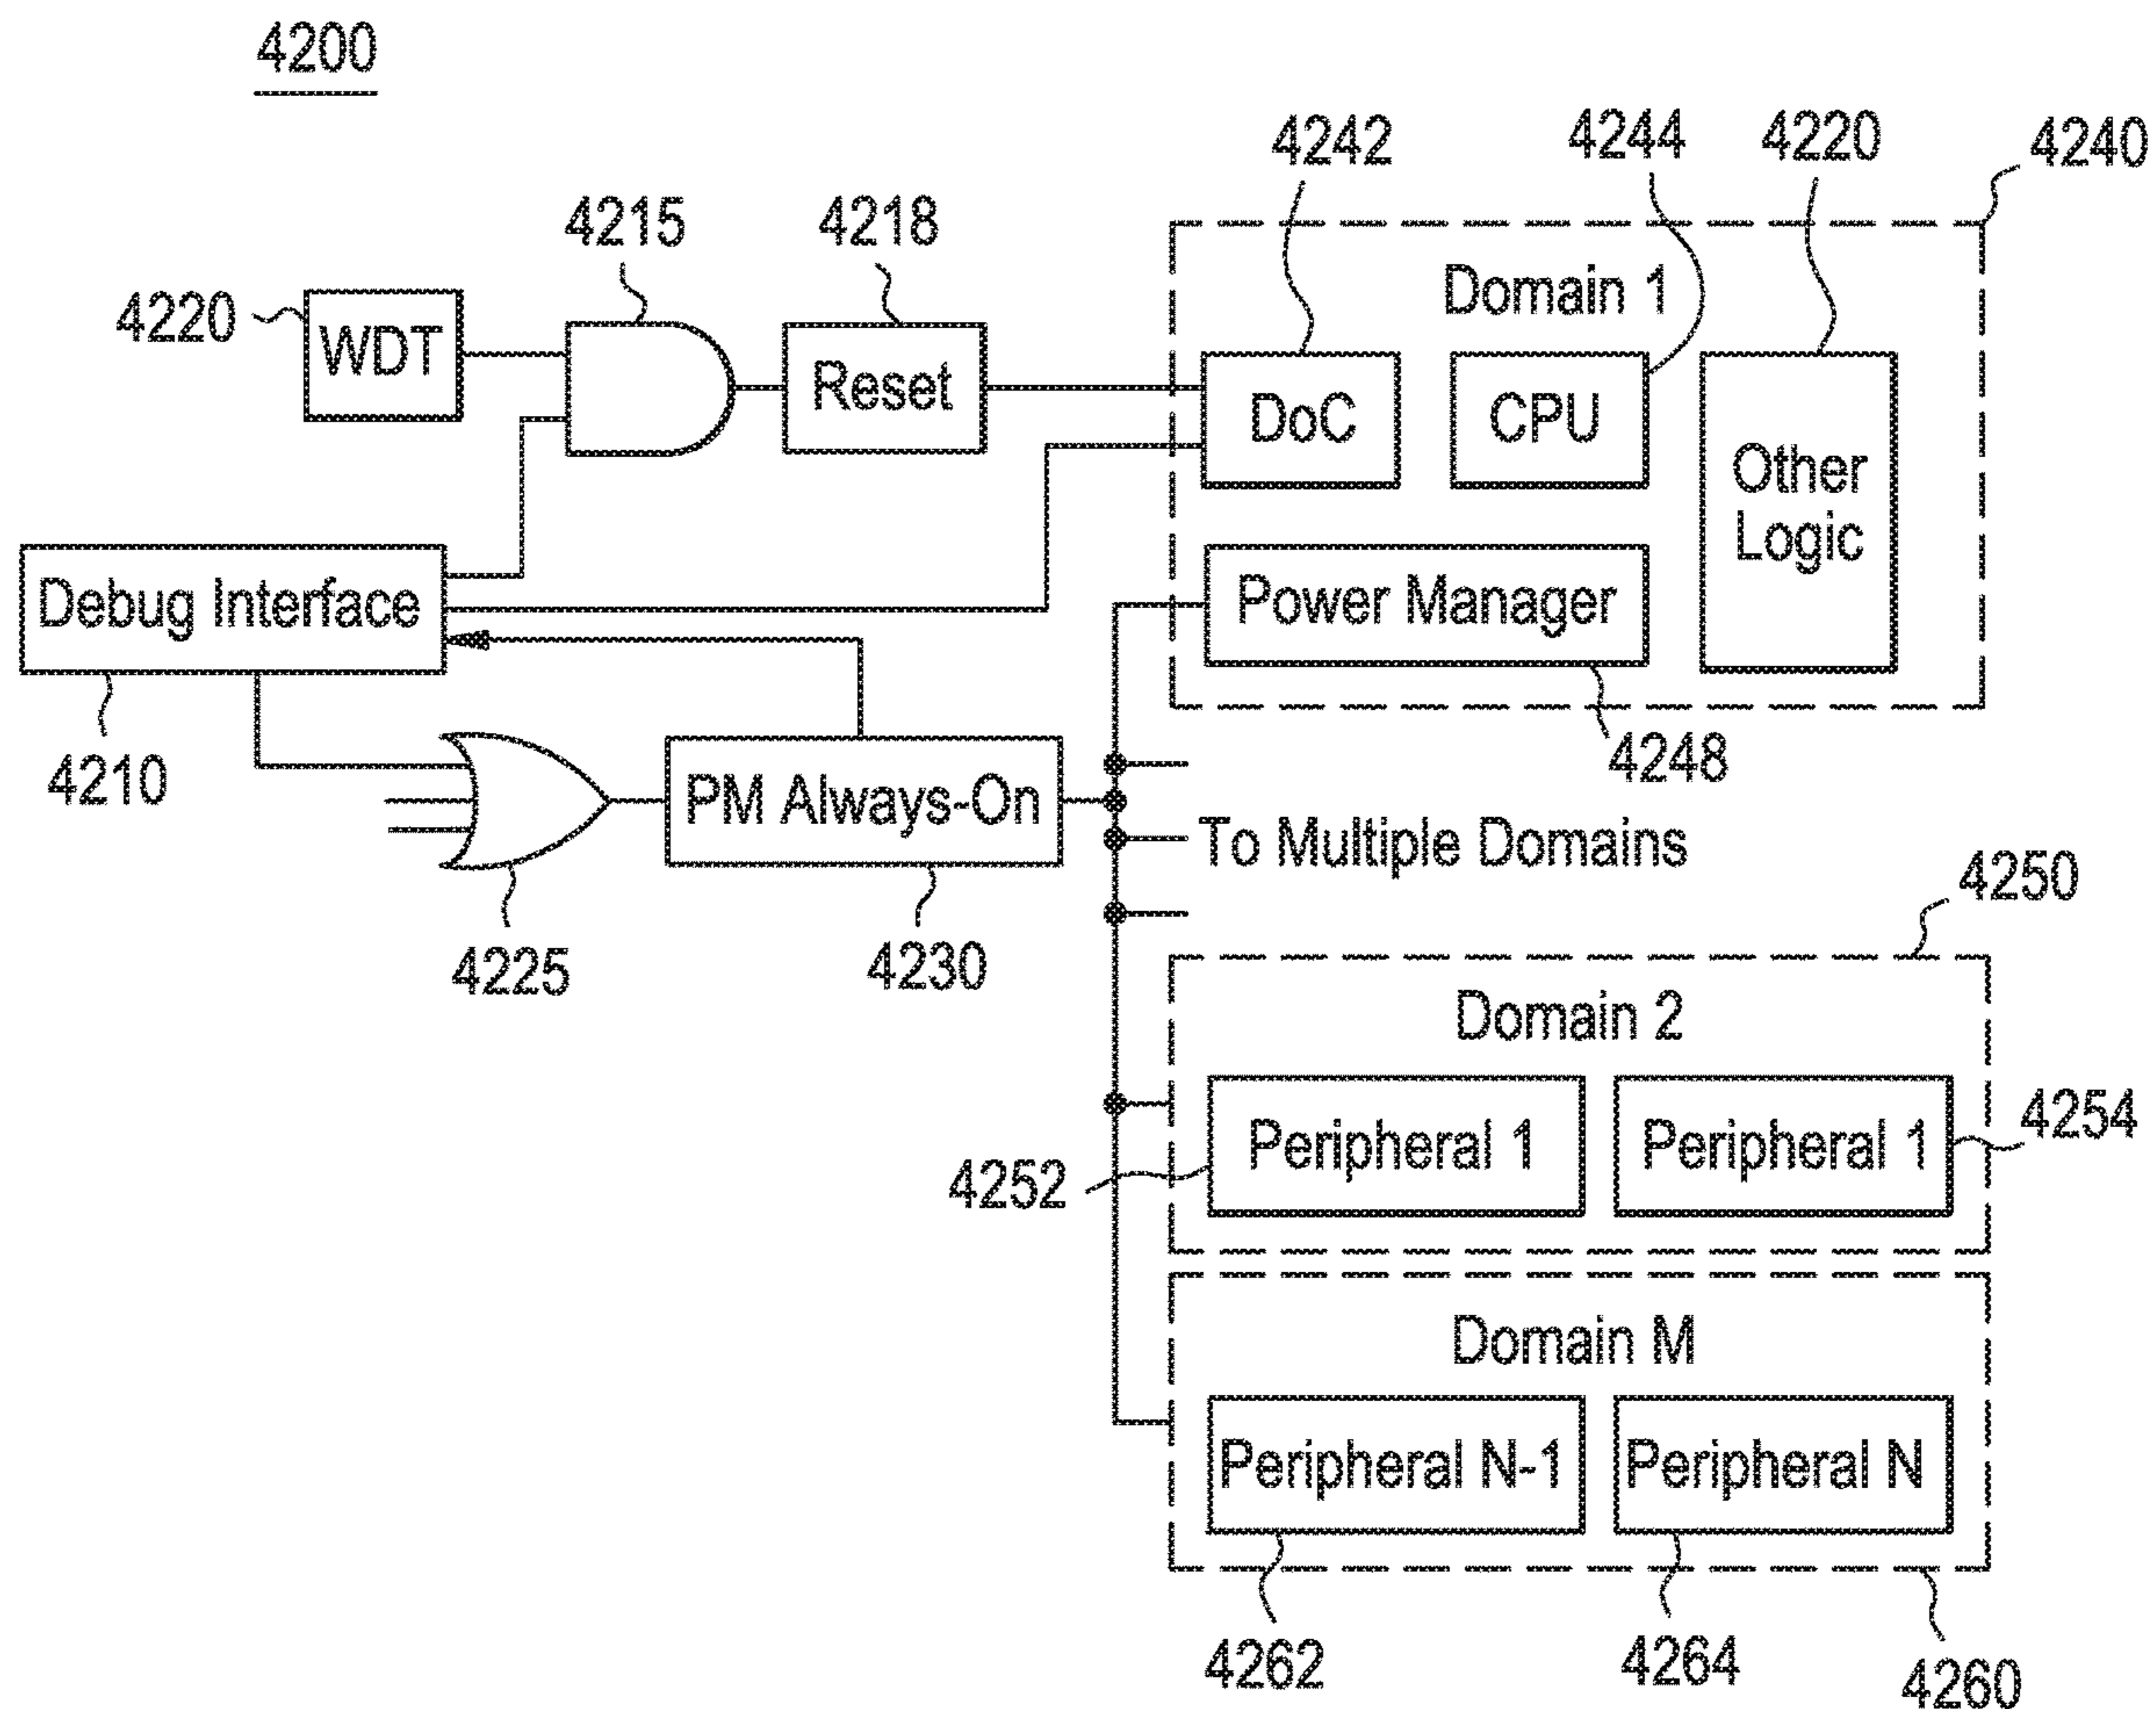 4200
4242
4244
4220
4240
4215
4218
4220
WDT
Reset
Domain 1
DoC
CPU
Other
Logic
Debug Interface
Power Manager
4210
4248
PM Always-On
To Multiple Domains
4225
4230
4250
Domain 2
Peripheral 1
Peripheral 1
4254
4252
Domain M
Peripheral N-1
Peripheral N
4262
4264
4260